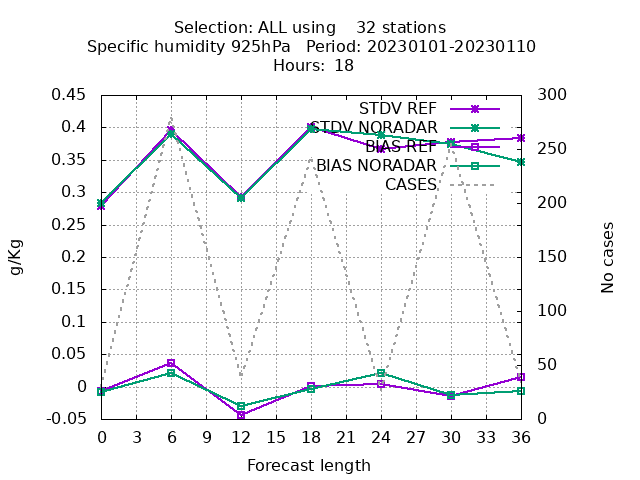 Selection: ALL using    32 stations
Specific humidity 925hPa   Period: 20230101-20230110
Hours:  18
STDV REF
STDV NORADAR
BIAS REF
BIAS NORADAR
CASES
0.45
0.4
0.35
0.3
0.25
0.2
0.15
0.1
0.05
0
-0.05
g/Kg
300
250
200
150
100
50
0
No cases
0 3 6 9 12 15 18 21 24 27 30 33 36
Forecast length